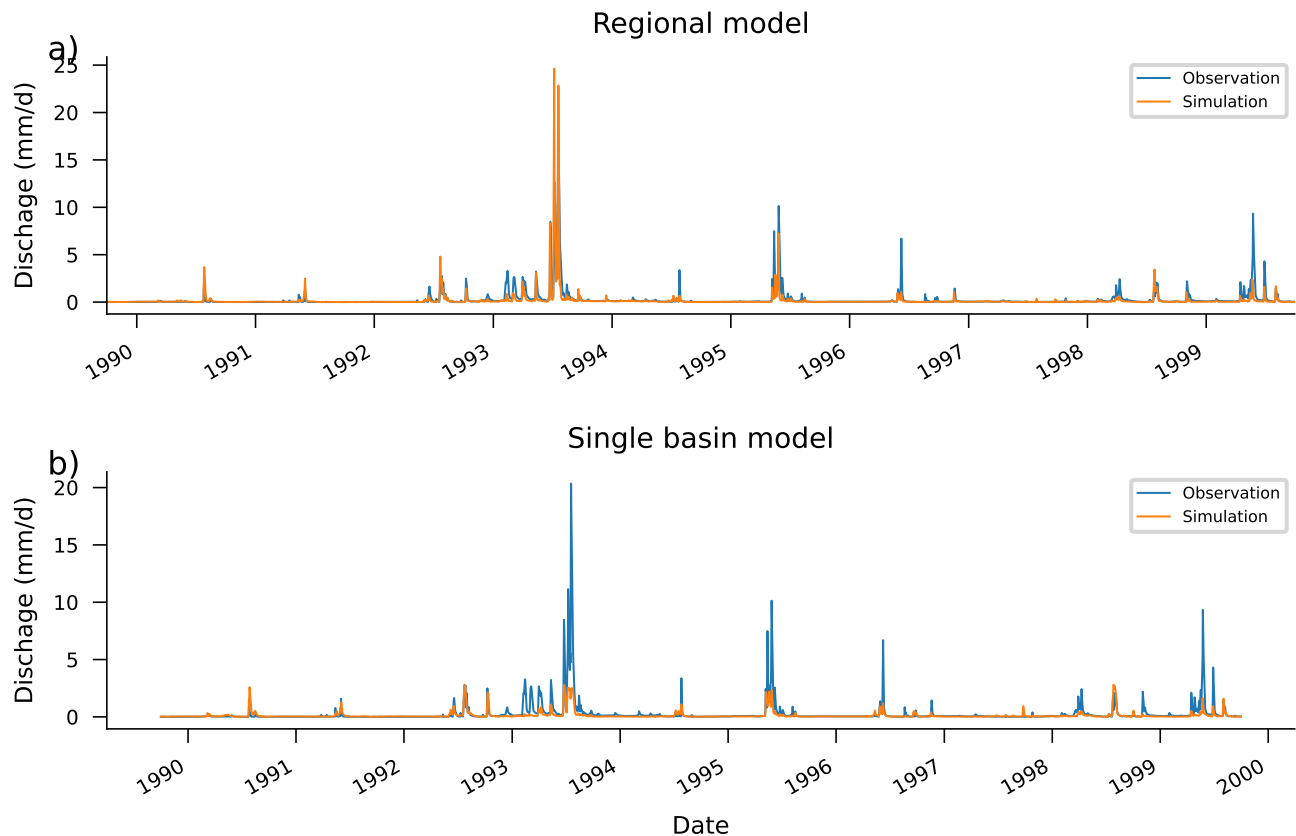 Regional model
a)
Dischage (mm/d)
25
20
15
10
5
0
Observation
Simulation
1990
1991
1992
1993
1994
1995
1996
1997
1998
1999
Single basin model
b)
Dischage (mm/d)
20
15
10
5
0
Observation
Simulation
1990
1991
1992
1993
1994
1995
1996
1997
1998
1999
2000
Date